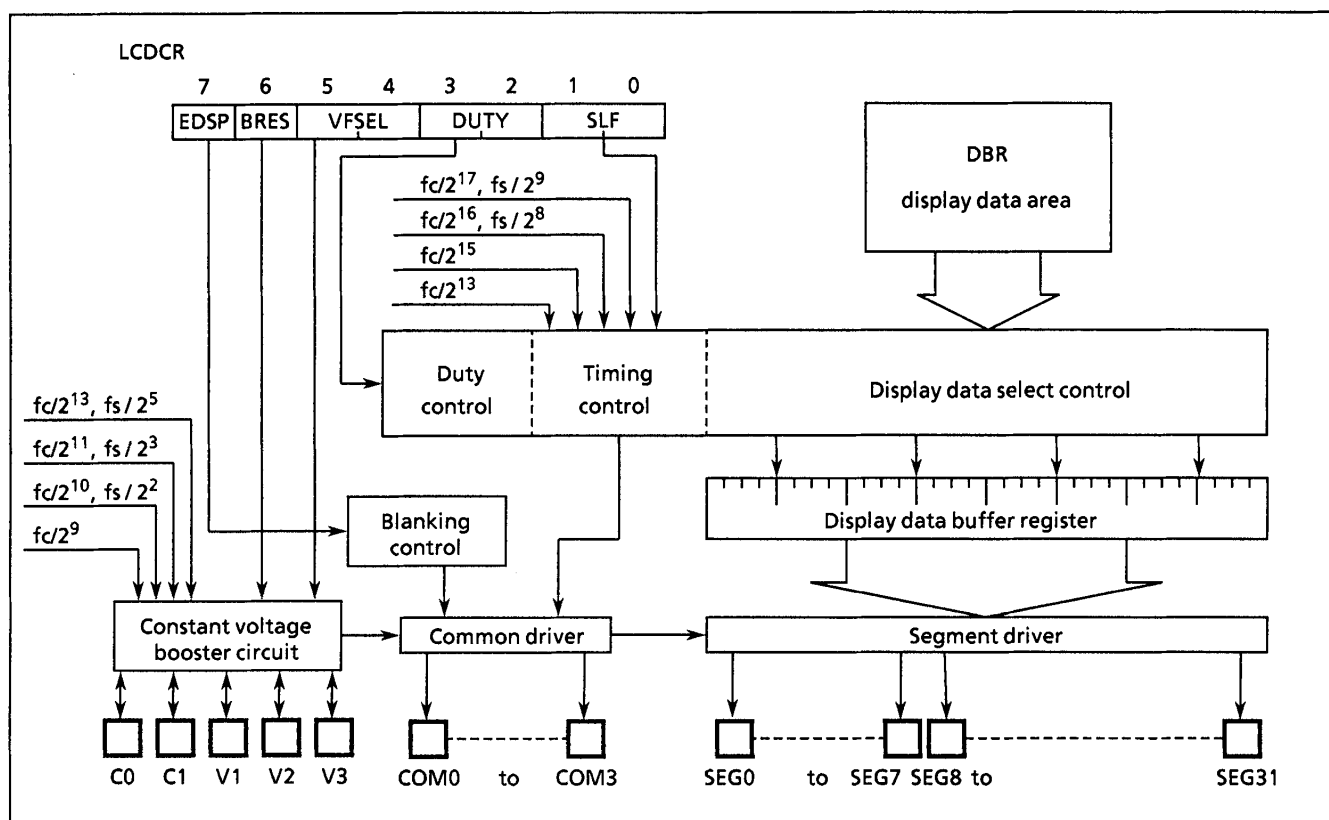 LCDCR
7 6 5 4 3 2 1 0
EDSP BRES VFSEL DUTY SLF
DBR
display data area
fc/2¹⁷, fs/2⁹
fc/2¹⁶, fs/2⁸
fc/2¹⁵
fc/2¹³
Duty
control
Timing
control
Display data select control
fc/2¹³, fs/2⁵
fc/2¹¹, fs/2³
fc/2¹⁰, fs/2²
fc/2⁹
Blanking
control
Display data buffer register
Constant voltage
booster circuit
Common driver
Segment driver
C0 C1 V1 V2 V3 COM0 to COM3 SEG0 to SEG7 SEG8 to SEG31